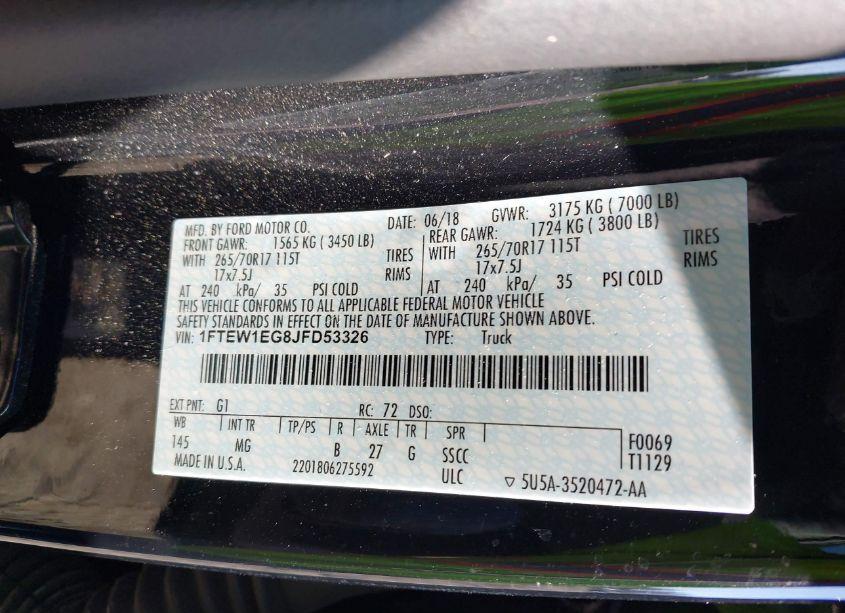 MFD. BY FORD MOTOR CO. DATE: 06/18 GVWR: 3175 KG ( 7000 LB)
FRONT GAWR: 1565 KG ( 3450 LB) REAR GAWR: 1724 KG ( 3800 LB)
WITH 265/70R17 115T TIRES WITH 265/70R17 115T TIRES
17x7.5J RIMS 17x7.5J RIMS
AT 240 kPa/ 35 PSI COLD AT 240 kPa/ 35 PSI COLD
THIS VEHICLE CONFORMS TO ALL APPLICABLE FEDERAL MOTOR VEHICLE
SAFETY STANDARDS IN EFFECT ON THE DATE OF MANUFACTURE SHOWN ABOVE.
VIN: 1FTEW1EG8JFD53326 TYPE: Truck
EXT PNT: G1 RC: 72 DSO:
WB INT TR TP/PS R AXLE TR SPR F0069
145 MG B 27 G SSCC T1129
MADE IN U.S.A. 2201806275592 ULC ▽ 5U5A-3520472-AA